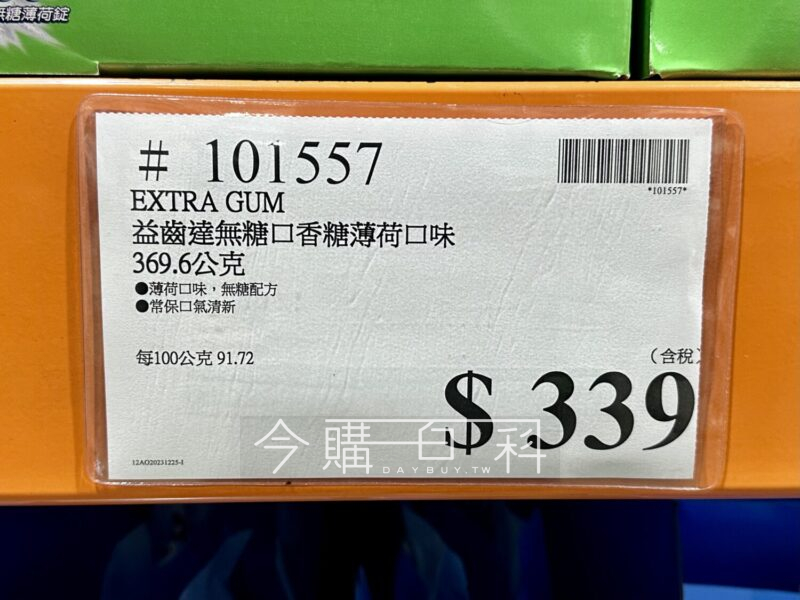 無糖薄荷錠
# 101557
*101557*
EXTRA GUM
益齒達無糖口香糖薄荷口味
369.6公克
●薄荷口味，無糖配方
●常保口氣清新
每100公克 91.72
（含稅）
$ 339
今購百科
DAYBUY.TW
12AO20231225-1